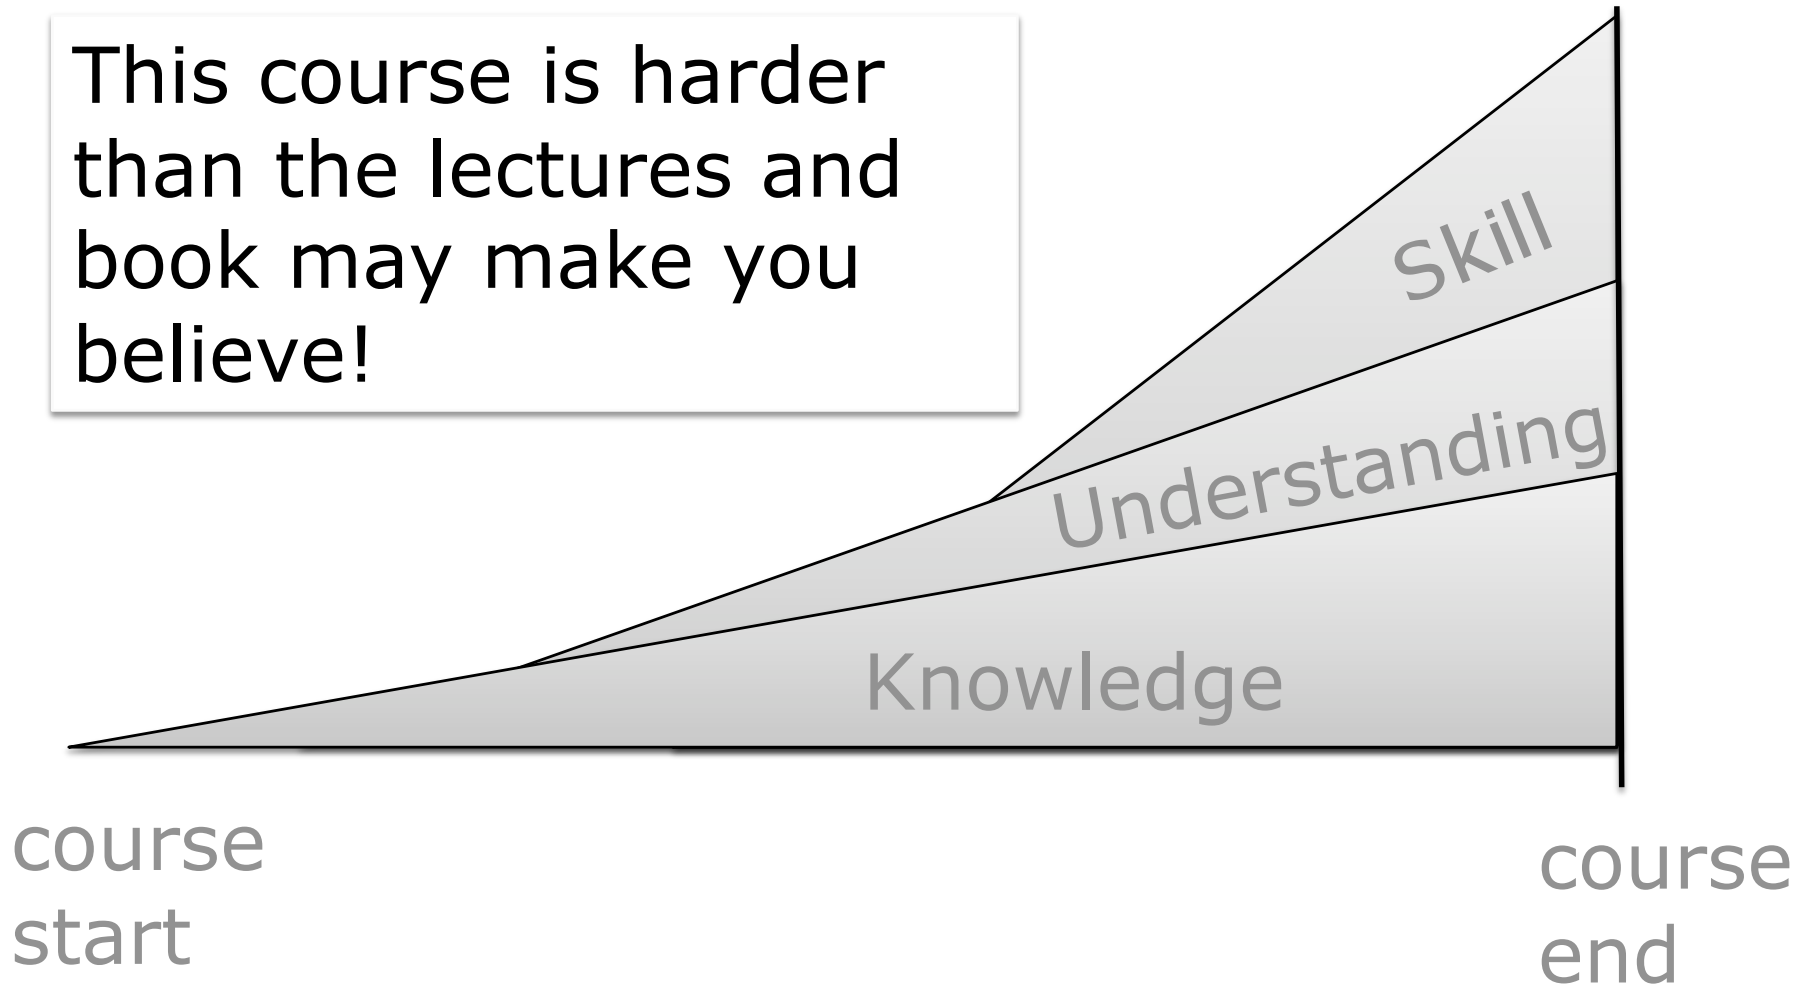 This course is harder
than the lectures and
book may make you
believe!
Skill
Understanding
Knowledge
course
start
course
end